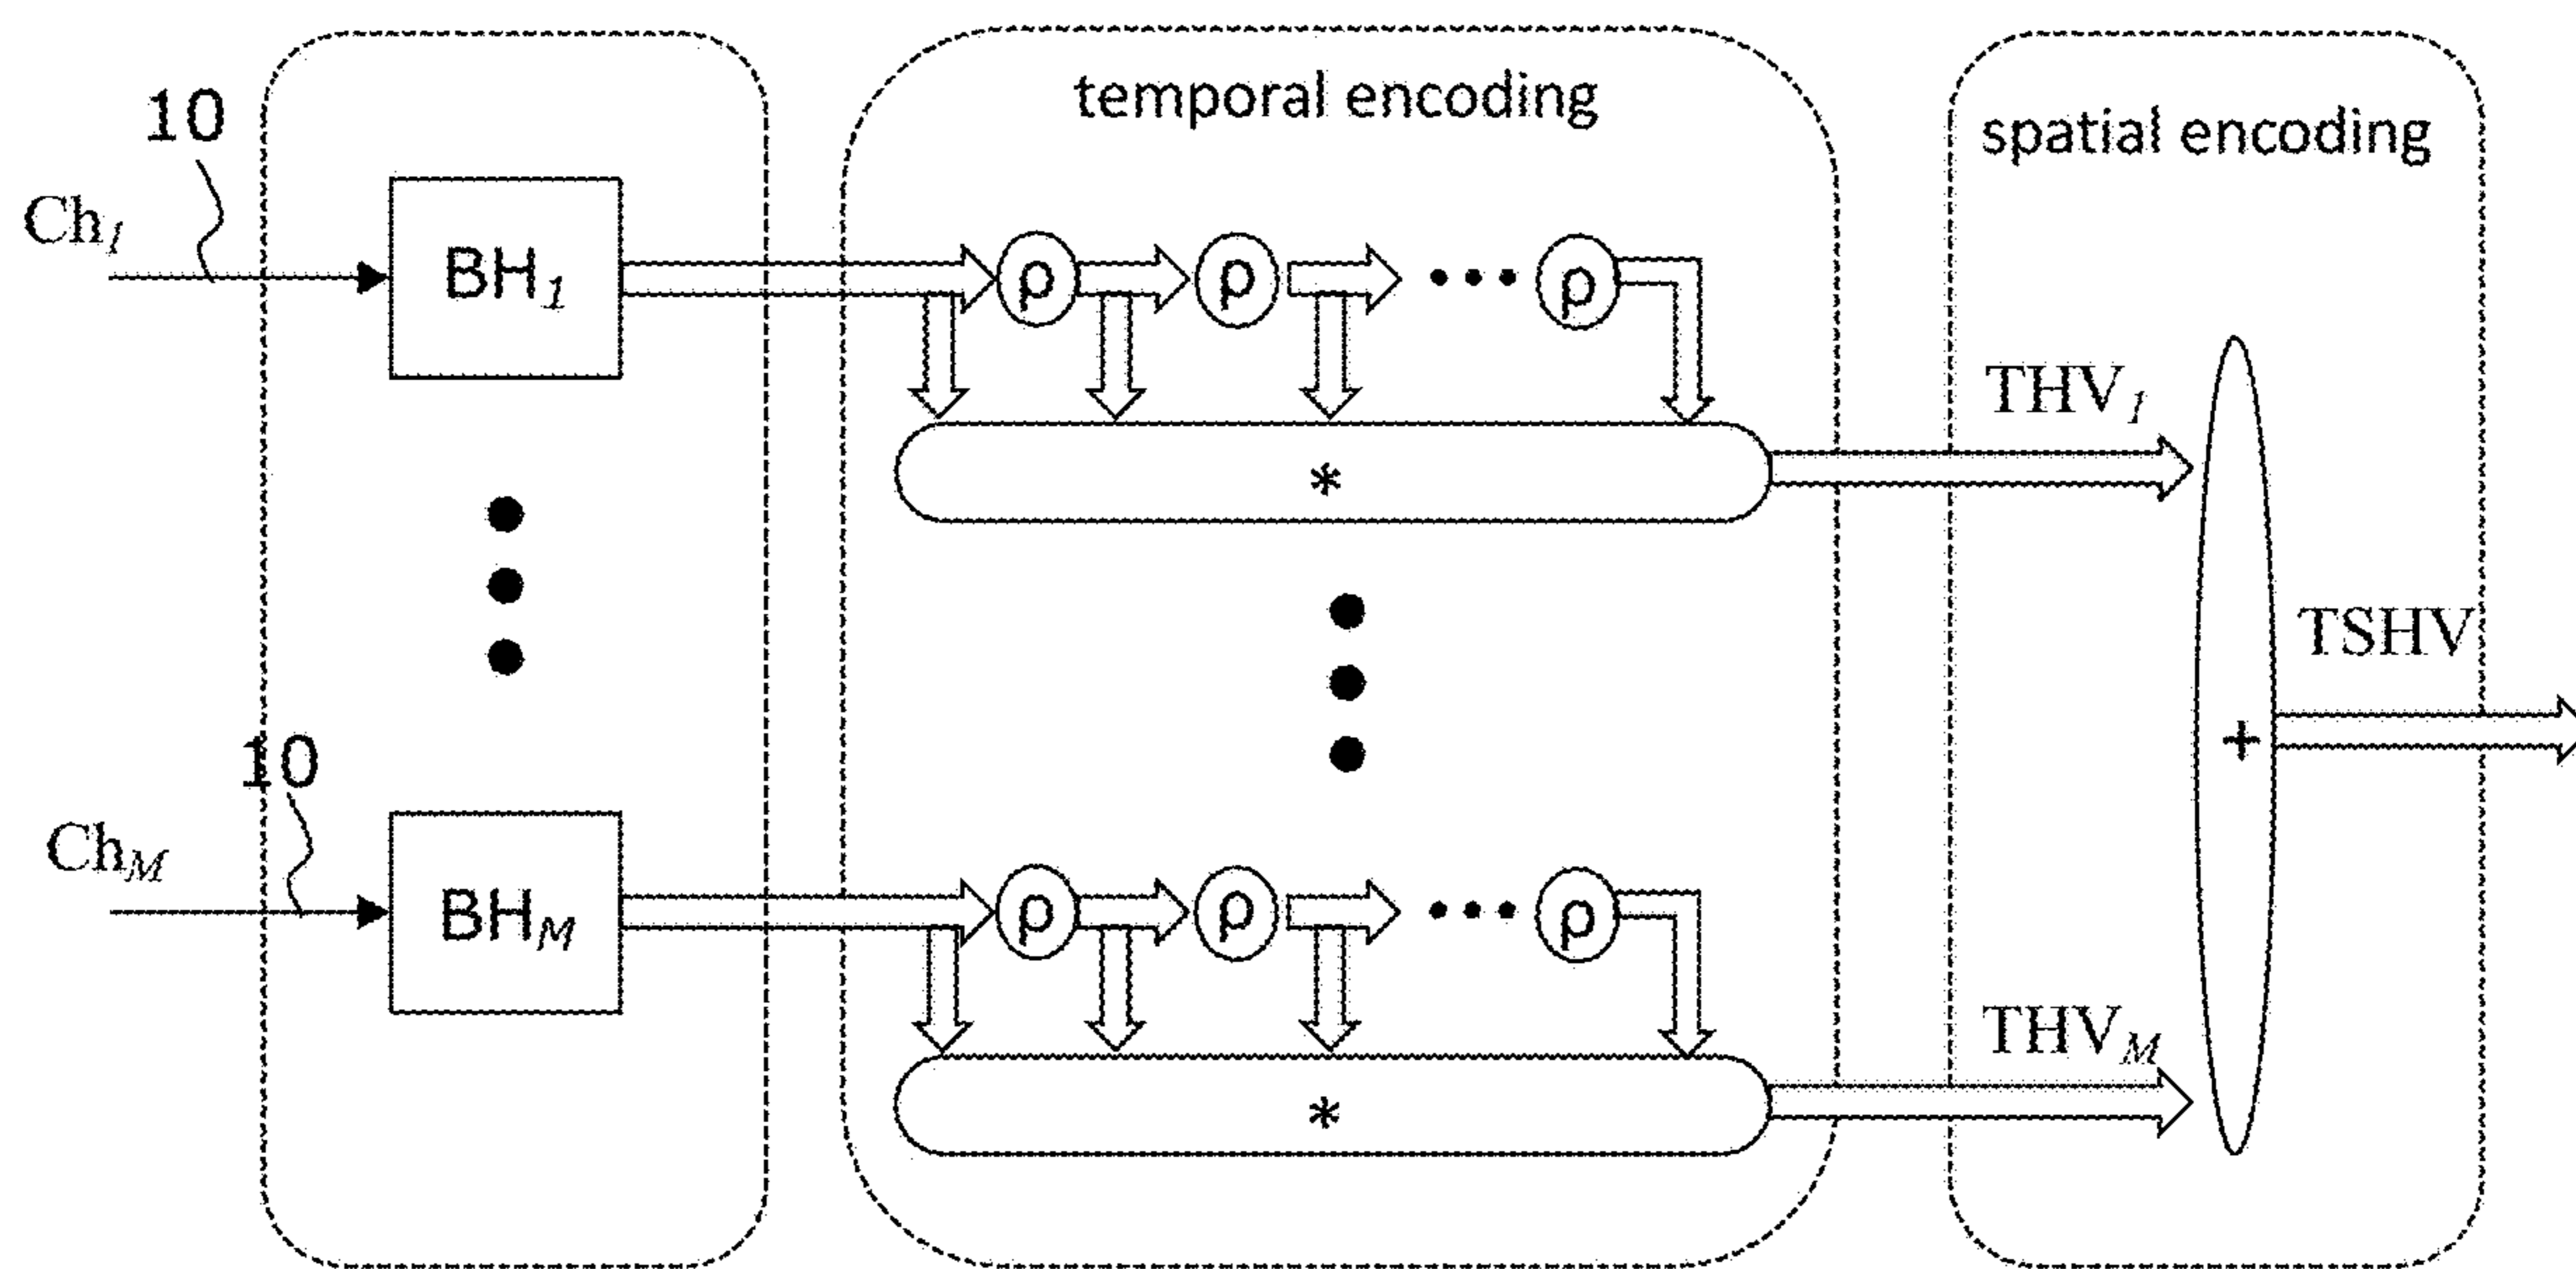 temporal encoding
spatial encoding
10
Ch1
BH1
ρ ρ ••• ρ
THV1
*
TSHV
+
10
ChM
BHM
ρ ρ ••• ρ
THVM
*